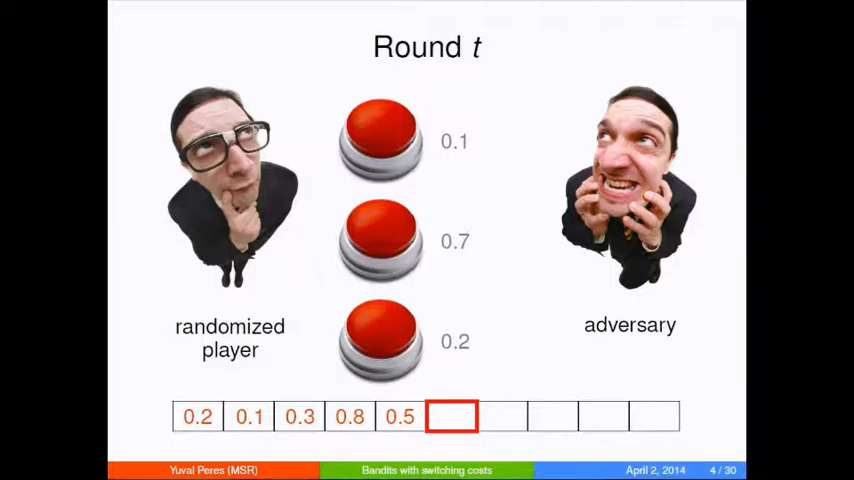 Round t
0.1
0.7
0.2
randomized
player
adversary
0.2 0.1 0.3 0.8 0.5
Yuval Peres (MSR) Bandits with switching costs April 2, 2014 4 / 30